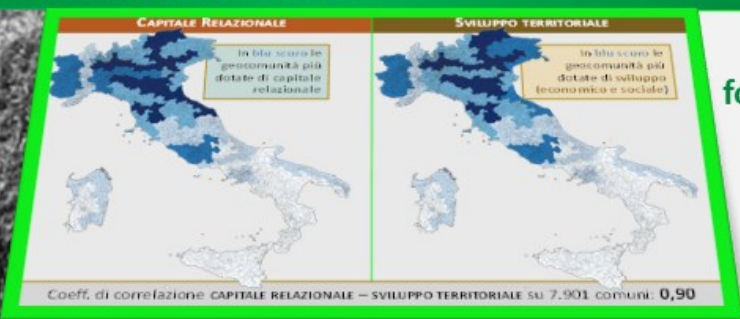 CAPITALE RELAZIONALE
In blu scuro le
geocomunità più
dotate di capitale
relazionale
SVILUPPO TERRITORIALE
In blu scuro le
geocomunità più
dotate di sviluppo
(economico e sociale)
fo
Coeff. di correlazione CAPITALE RELAZIONALE – SVILUPPO TERRITORIALE su 7.901 comuni: 0,90